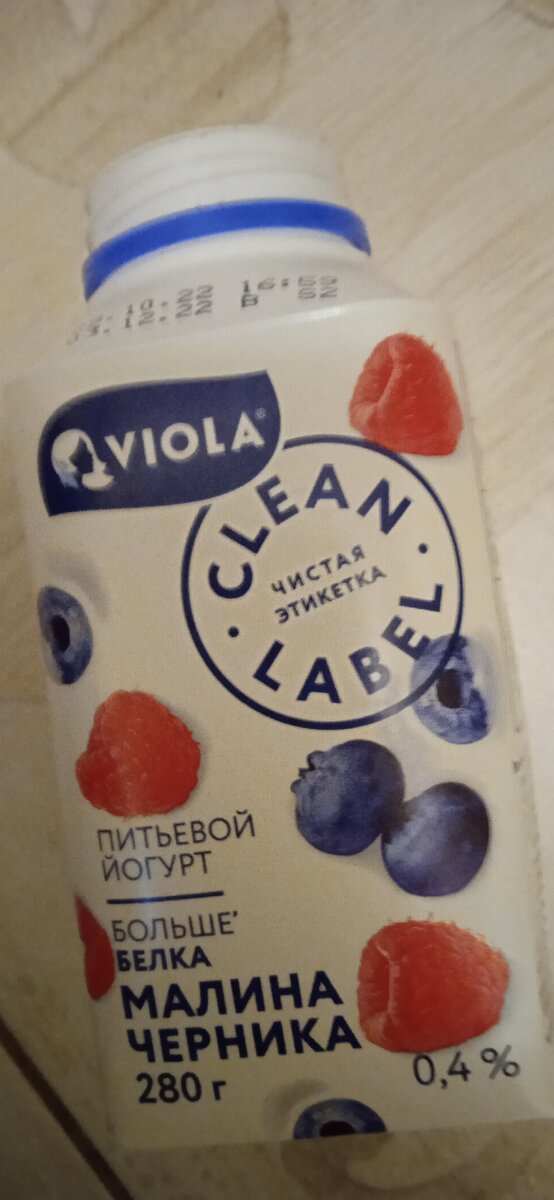 VIOLA®
CLEAN
ЧИСТАЯ
ЭТИКЕТКА
LABEL
ПИТЬЕВОЙ
ЙОГУРТ
БОЛЬШЕ'
БЕЛКА
МАЛИНА
ЧЕРНИКА
280 г
0,4 %